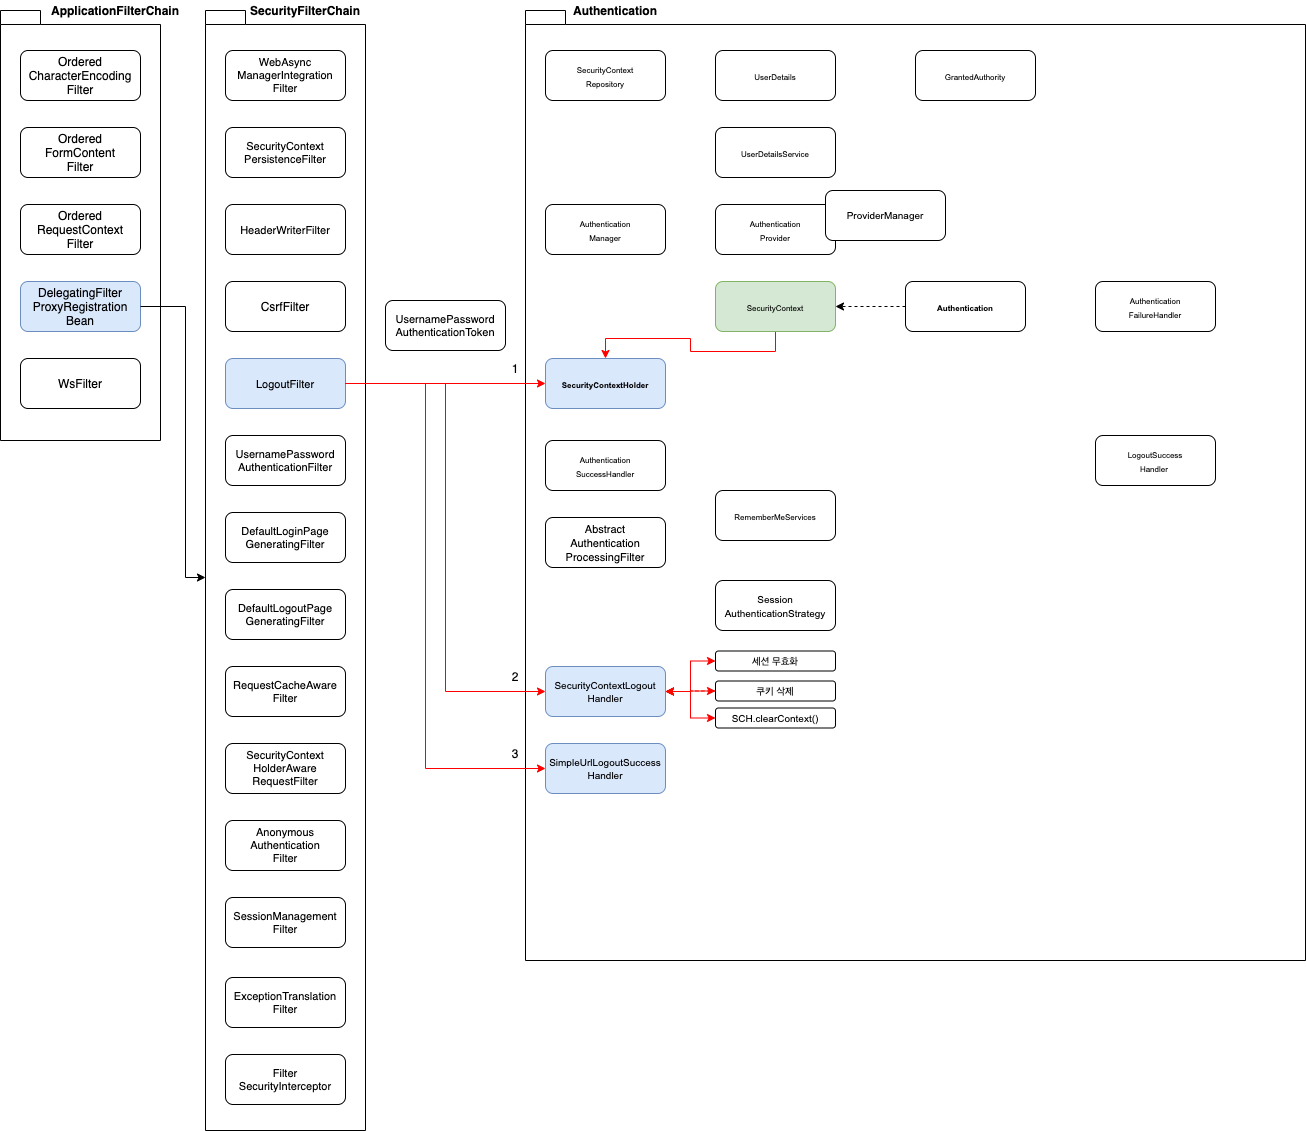 ApplicationFilterChain
Ordered
CharacterEncoding
Filter
Ordered
FormContent
Filter
Ordered
RequestContext
Filter
DelegatingFilter
ProxyRegistration
Bean
WsFilter
SecurityFilterChain
WebAsync
ManagerIntegration
Filter
SecurityContext
PersistenceFilter
HeaderWriterFilter
CsrfFilter
LogoutFilter
UsernamePassword
AuthenticationFilter
DefaultLoginPage
GeneratingFilter
DefaultLogoutPage
GeneratingFilter
RequestCacheAware
Filter
SecurityContext
HolderAware
RequestFilter
Anonymous
Authentication
Filter
SessionManagement
Filter
ExceptionTranslation
Filter
Filter
SecurityInterceptor
UsernamePassword
AuthenticationToken
1
2
3
Authentication
SecurityContext
Repository
UserDetails
GrantedAuthority
UserDetailsService
Authentication
Manager
Authentication
Provider
ProviderManager
SecurityContext
Authentication
Authentication
FailureHandler
SecurityContextHolder
Authentication
SuccessHandler
LogoutSuccess
Handler
RememberMeServices
Abstract
Authentication
ProcessingFilter
Session
AuthenticationStrategy
SecurityContextLogout
Handler
세션 무효화
쿠키 삭제
SCH.clearContext()
SimpleUrlLogoutSuccess
Handler